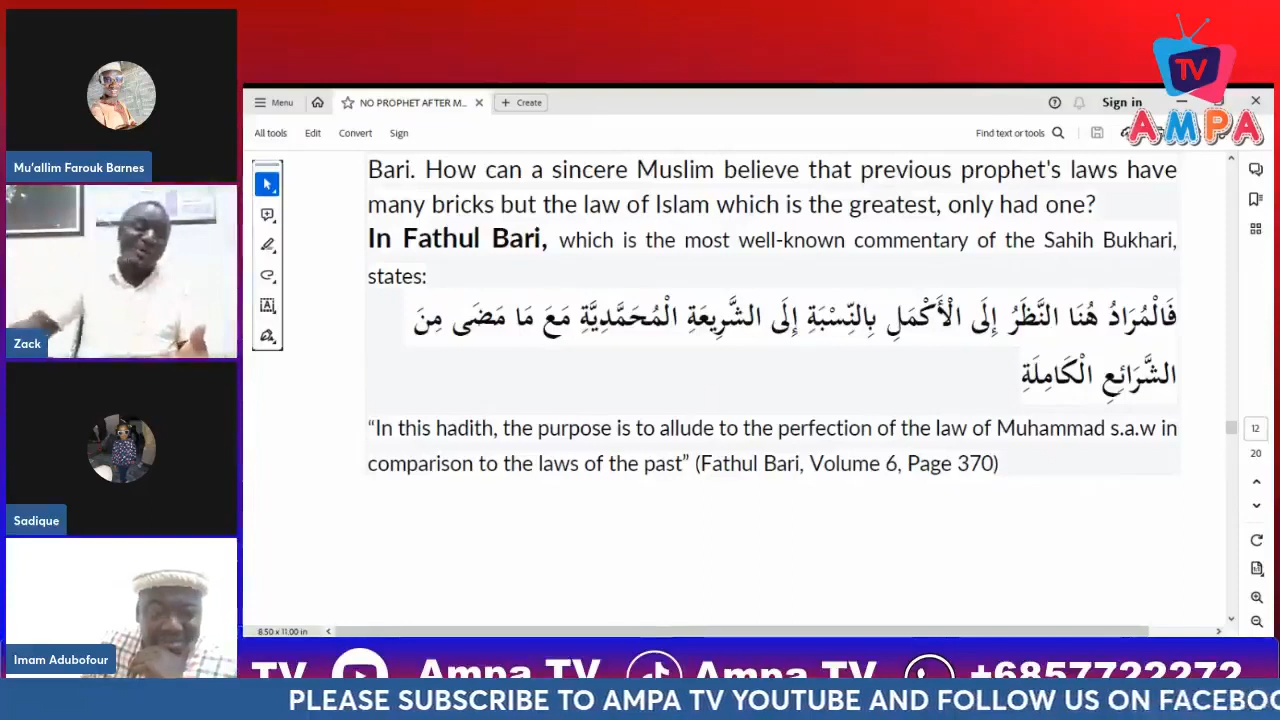 Mu'allim Farouk Barnes
Zack
Sadique
Imam Adubofour
TV
AMPA
Menu
NO PROPHET AFTER M...
Create
Sign in
All tools
Edit
Convert
Sign
Find text or tools
Bari. How can a sincere Muslim believe that previous prophet's laws have
many bricks but the law of Islam which is the greatest, only had one?
In Fathul Bari, which is the most well-known commentary of the Sahih Bukhari,
states:
فَالْمُرَادُ هُنَا النَّظَرُ إِلَى الْأَكْمَلِ بِالنِّسْبَةِ إِلَى الشَّرِيعَةِ الْمُحَمَّدِيَّةِ مَعَ مَا مَضَى مِنَ
الشَّرَائِعِ الْكَامِلَةِ
“In this hadith, the purpose is to allude to the perfection of the law of Muhammad s.a.w in
comparison to the laws of the past” (Fathul Bari, Volume 6, Page 370)
12
20
8.50 x 11.00 in
TV Ampa TV Ampa TV +6857722272
PLEASE SUBSCRIBE TO AMPA TV YOUTUBE AND FOLLOW US ON FACEBOO